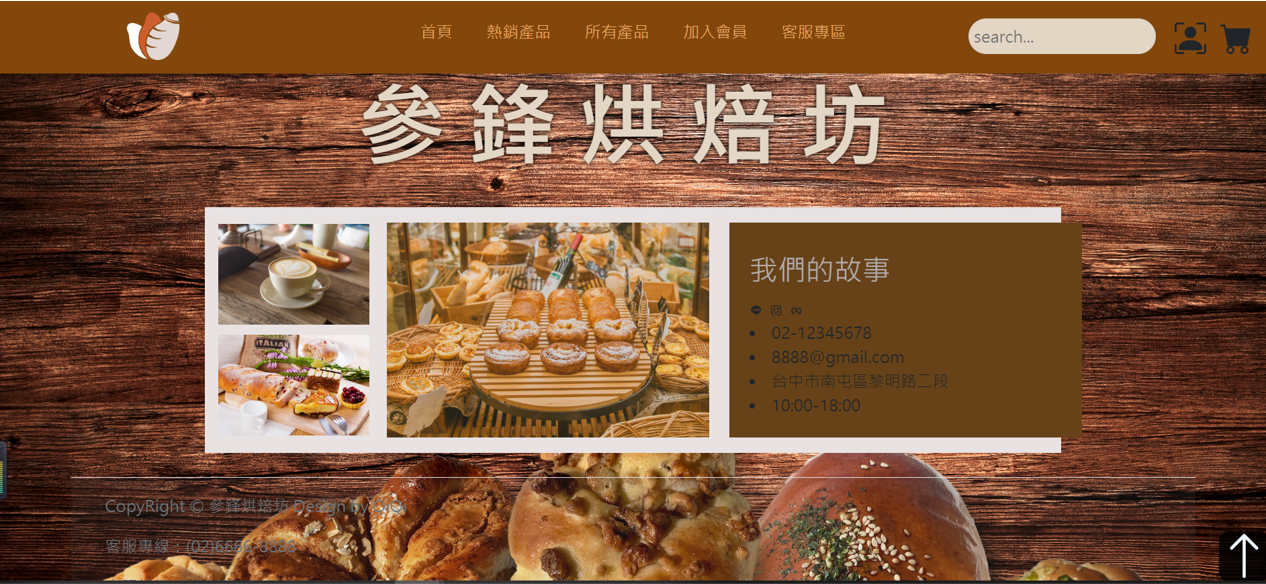 首頁 熱銷產品 所有產品 加入會員 客服專區 search...
參鋒烘焙坊
ITALIAN
我們的故事
02-12345678
8888@gmail.com
台中市南屯區黎明路二段
10:00-18:00
CopyRight © 參鋒烘焙坊 Design by
客服專線：(02)6666-8888